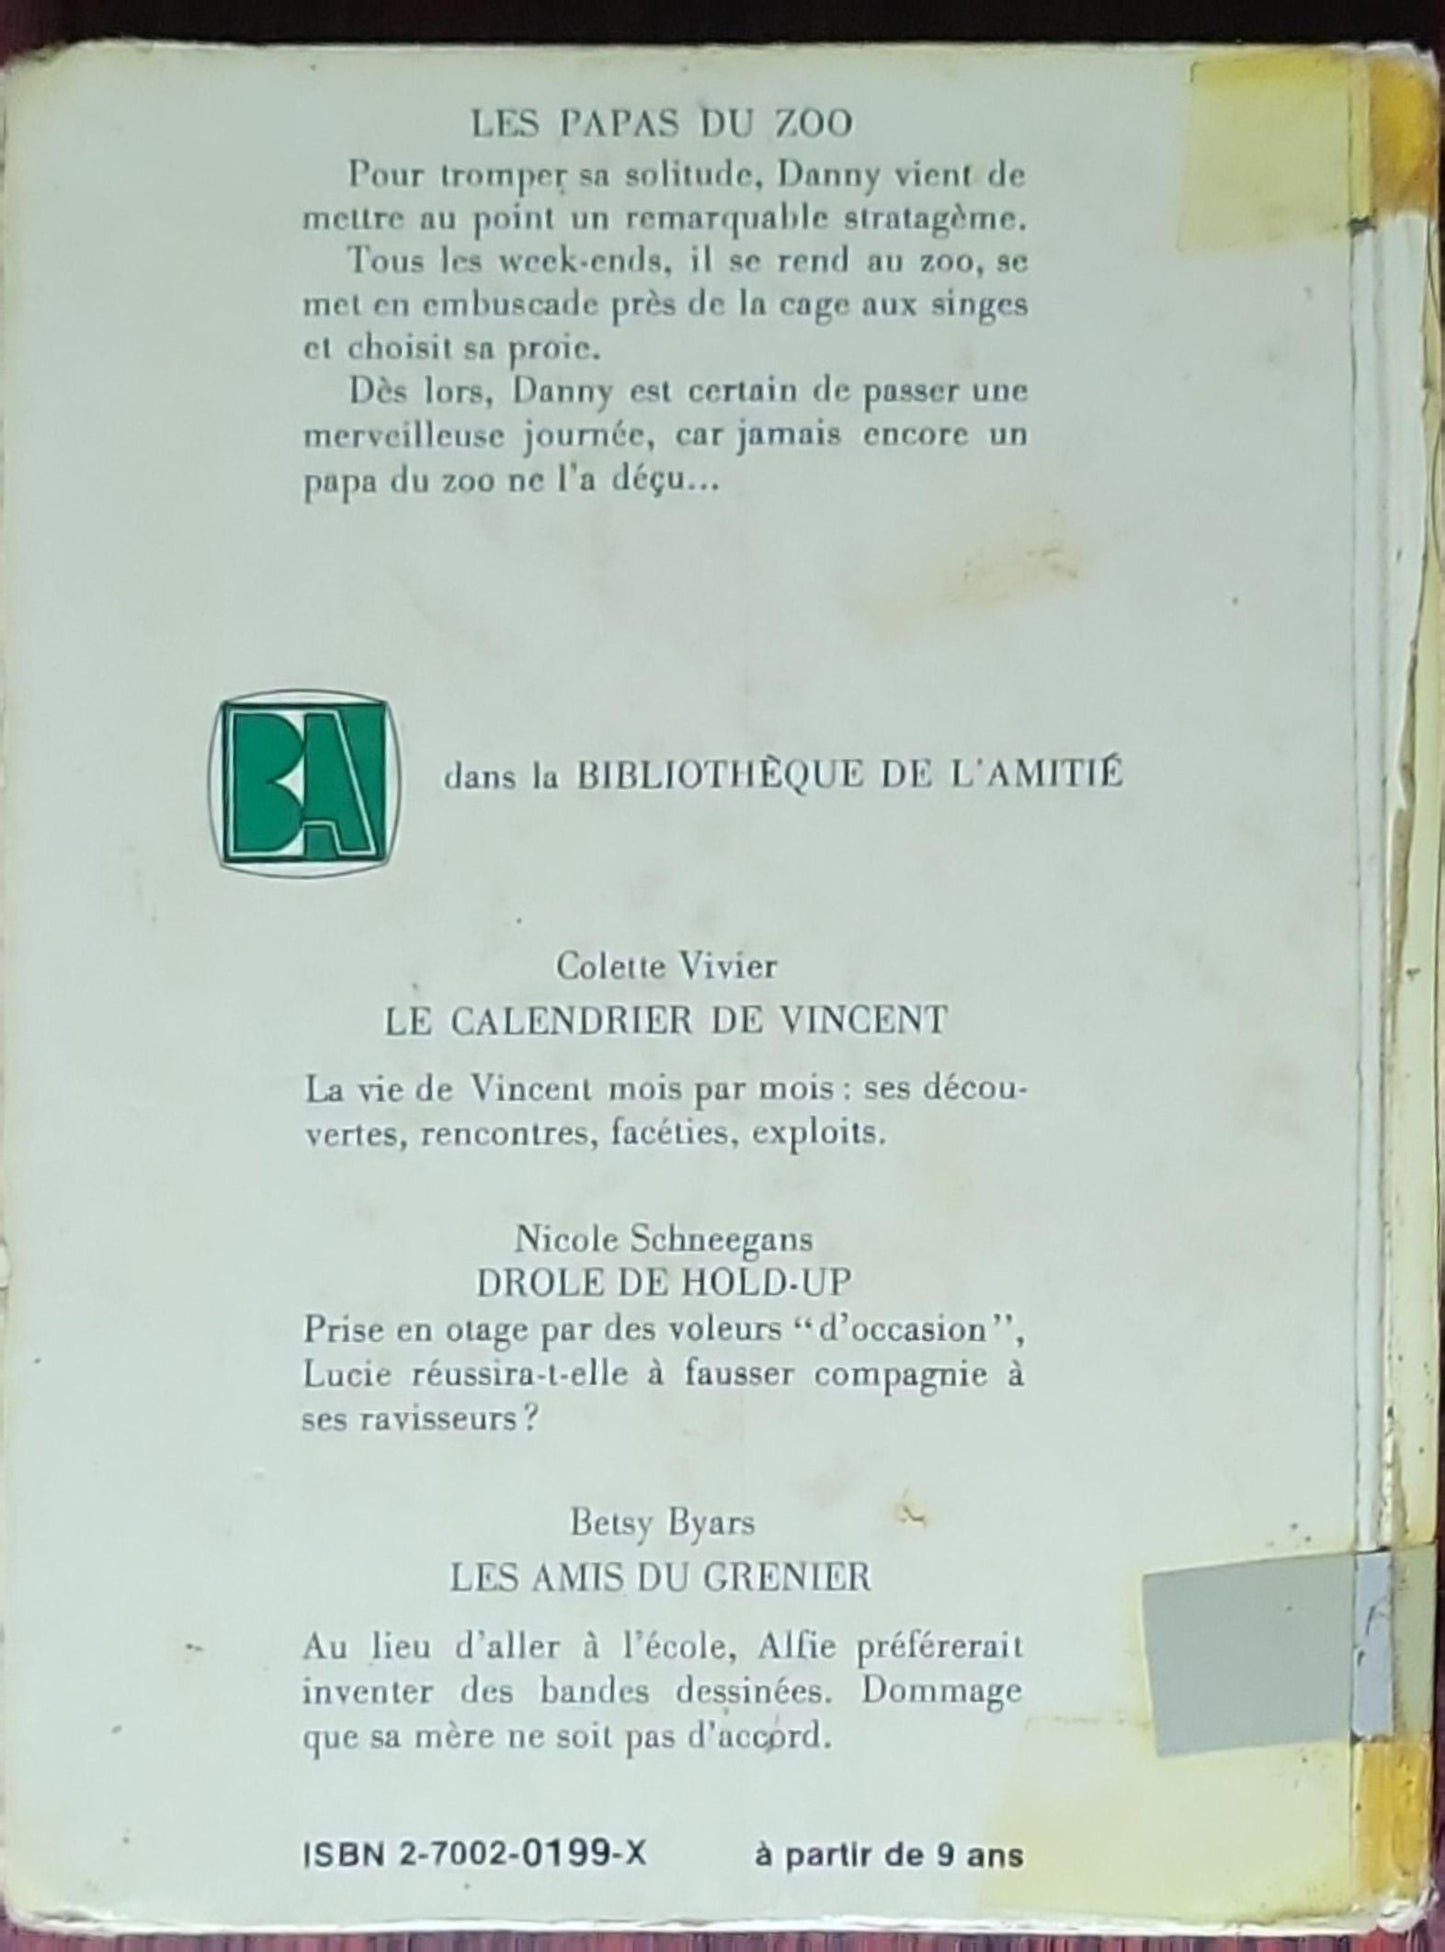 LES PAPAS DU ZOO
Pour tromper sa solitude, Danny vient de
mettre au point un remarquable stratagème.
Tous les week-ends, il se rend au zoo, se
met en embuscade près de la cage aux singes
et choisit sa proie.
Dès lors, Danny est certain de passer une
merveilleuse journée, car jamais encore un
papa du zoo ne l'a déçu...
BA
dans la BIBLIOTHÈQUE DE L'AMITIÉ
Colette Vivier
LE CALENDRIER DE VINCENT
La vie de Vincent mois par mois : ses décou-
vertes, rencontres, facéties, exploits.
Nicole Schneegans
DROLE DE HOLD-UP
Prise en otage par des voleurs “d’occasion”,
Lucie réussira-t-elle à fausser compagnie à
ses ravisseurs ?
Betsy Byars
LES AMIS DU GRENIER
Au lieu d’aller à l’école, Alfie préférerait
inventer des bandes dessinées. Dommage
que sa mère ne soit pas d’accord.
ISBN 2-7002-0199-X à partir de 9 ans